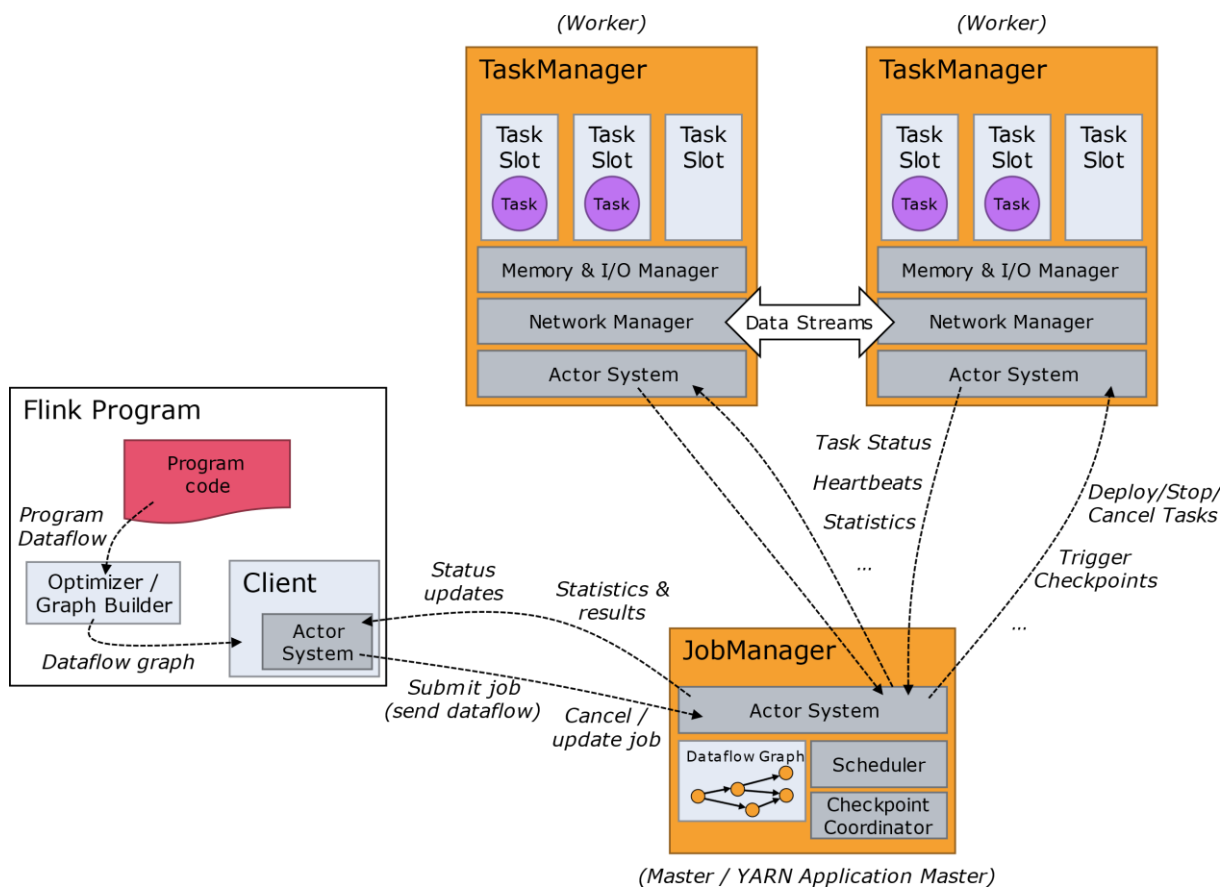 (Worker)
(Worker)
TaskManager
TaskManager
Task
Slot
Task
Slot
Task
Slot
Task
Slot
Task
Slot
Task
Slot
Task
Task
Task
Task
Memory & I/O Manager
Memory & I/O Manager
Network Manager
Data Streams
Network Manager
Actor System
Actor System
Flink Program
Program
code
Program
Dataflow
Optimizer /
Graph Builder
Dataflow graph
Client
Actor
System
Status
updates
Statistics &
results
Submit job
(send dataflow)
Cancel /
update job
Task Status
Heartbeats
Statistics
...
Deploy/Stop/
Cancel Tasks
Trigger
Checkpoints
...
JobManager
Actor System
Dataflow Graph
Scheduler
Checkpoint
Coordinator
(Master / YARN Application Master)